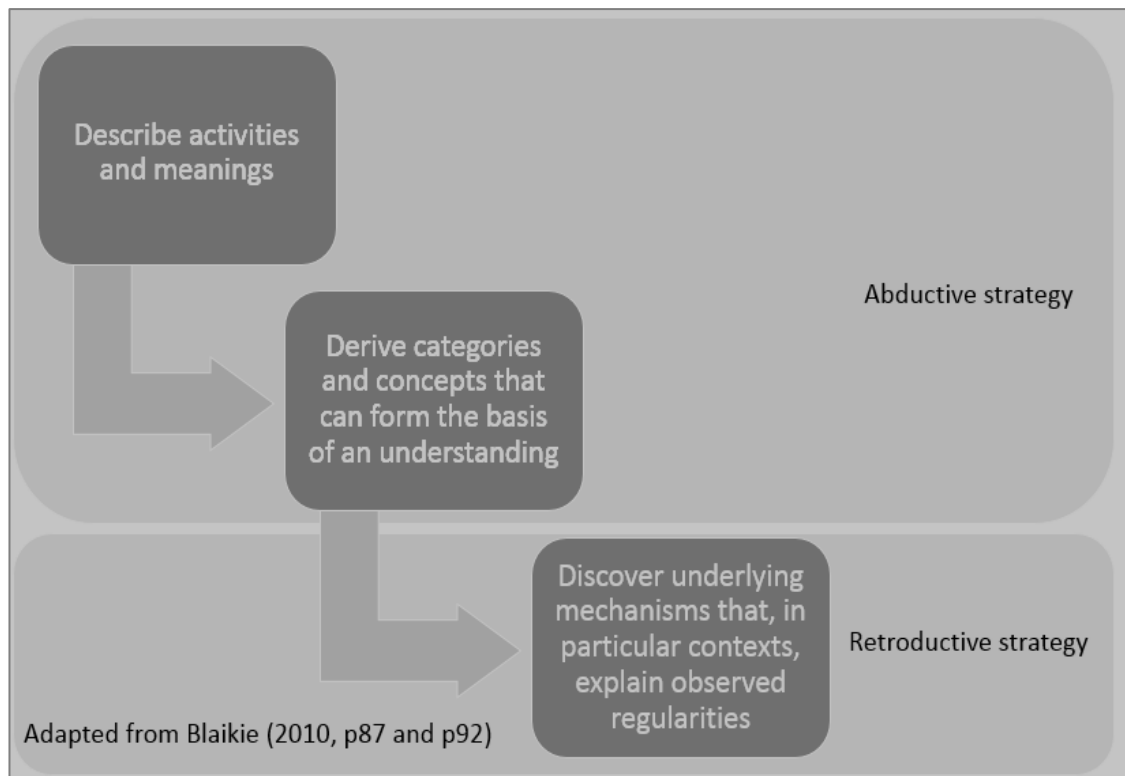 Describe activities
and meanings
Abductive strategy
Derive categories
and concepts that
can form the basis
of an understanding
Discover underlying
mechanisms that, in
particular contexts,
explain observed
regularities
Retroductive strategy
Adapted from Blaikie (2010, p87 and p92)